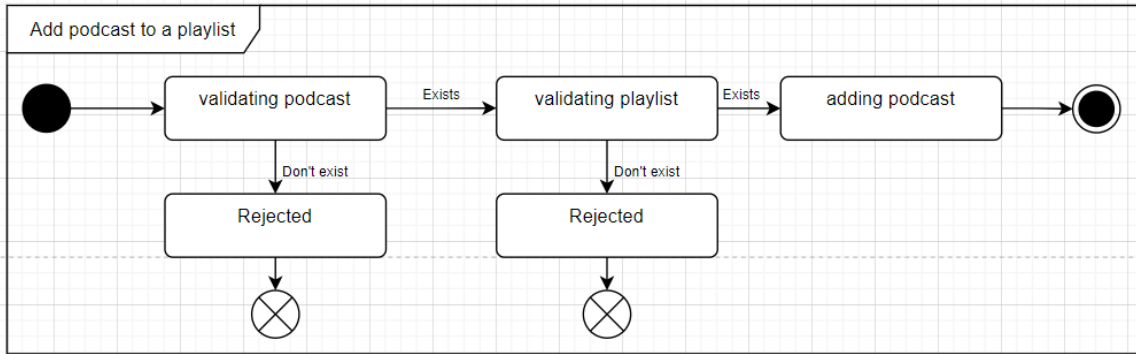 Add podcast to a playlist
validating podcast
Exists
validating playlist
Exists
adding podcast
Don't exist
Don't exist
Rejected
Rejected